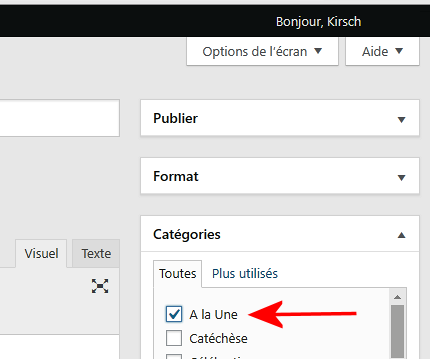 Bonjour, Kirsch
Options de l'écran
Aide
Publier
Format
Catégories
Visuel
Texte
Toutes
Plus utilisés
A la Une
Catéchèse